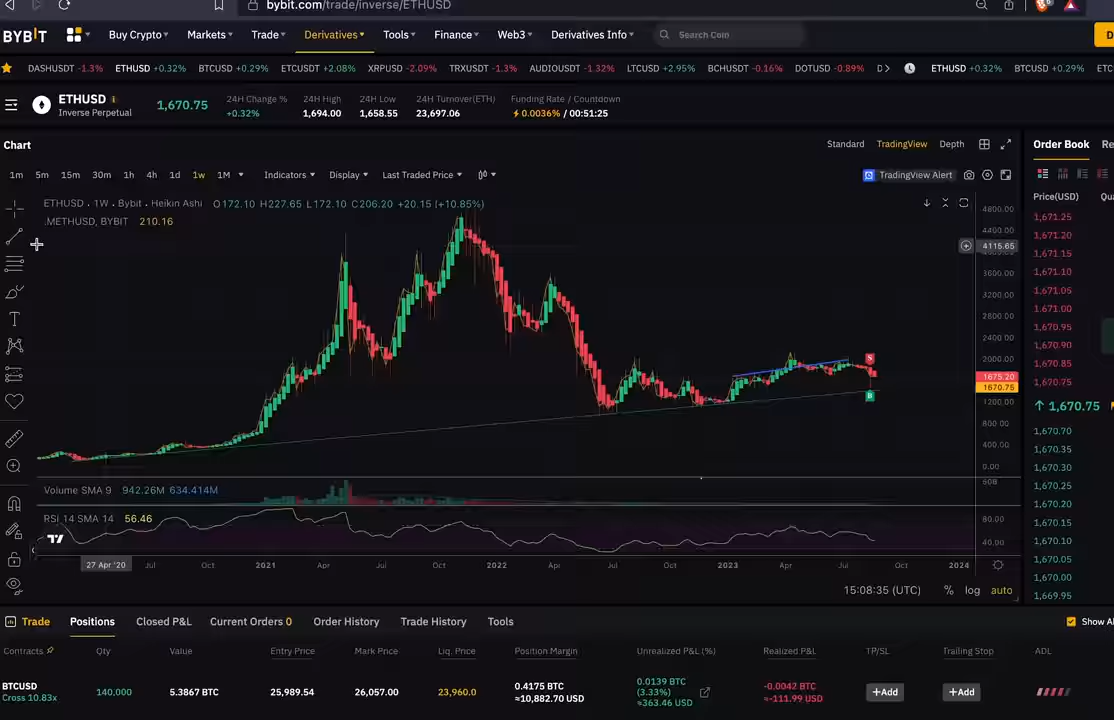 bybit.com/trade/inverse/ETHUSD
BYBIT Buy Crypto Markets Trade Derivatives Tools Finance Web3 Derivatives Info Search Coin
DASHUSDT -1.3% ETHUSD +0.32% BTCUSD +0.29% ETCUSDT +2.08% XRPUSD -2.09% TRXUSDT -1.3% AUDIOUSDT -1.32% LTCUSD +2.95% BCHUSDT -0.16% DOTUSD -0.89% ETHUSD +0.32% BTCUSD +0.29% ETC
ETHUSD
Inverse Perpetual
1,670.75
24H Change %
+0.32%
24H High
1,694.00
24H Low
1,658.55
24H Turnover(ETH)
23,697.06
Funding Rate / Countdown
0.0036% / 00:51:25
Chart
Standard TradingView Depth
1m 5m 15m 30m 1h 4h 1d 1w 1M Indicators Display Last Traded Price
TradingView Alert
ETHUSD · 1W · Bybit · Heikin Ashi O172.10 H227.65 L172.10 C206.20 +20.15 (+10.85%)
.METHUSD, BYBIT 210.16
4800.00
4400.00
4115.65
3600.00
3200.00
2800.00
2400.00
2000.00
1675.20
1670.75
1200.00
800.00
400.00
0.00
S
B
Volume SMA 9 942.26M 634.414M
60B
RSI 14 SMA 14 56.46
80.00
40.00
27 Apr '20 Jul Oct 2021 Apr Jul Oct 2022 Apr Jul Oct 2023 Apr Jul Oct 2024
15:08:35 (UTC) % log auto
Order Book Re
Price(USD) Qua
1,671.25
1,671.20
1,671.15
1,671.10
1,671.05
1,671.00
1,670.95
1,670.90
1,670.85
1,670.75
↑ 1,670.75
1,670.70
1,670.35
1,670.30
1,670.25
1,670.20
1,670.15
1,670.10
1,670.05
1,670.00
1,669.95
Trade Positions Closed P&L Current Orders 0 Order History Trade History Tools
Show Al
Contracts Qty Value Entry Price Mark Price Liq. Price Position Margin Unrealized P&L (%) Realized P&L TP/SL Trailing Stop ADL
BTCUSD
Cross 10.83x
140,000
5.3867 BTC
25,989.54
26,057.00
23,960.0
0.4175 BTC
≈10,882.70 USD
0.0139 BTC
(3.33%)
≈363.46 USD
-0.0042 BTC
≈-111.99 USD
+Add
+Add